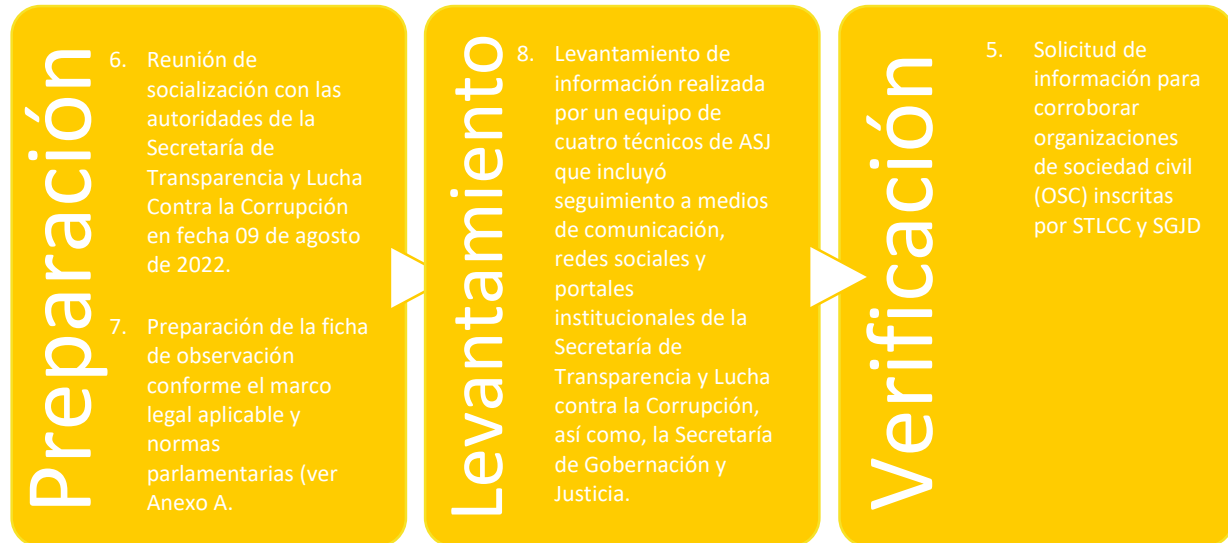 Preparación
6. Reunión de
socialización con las
autoridades de la
Secretaría de
Transparencia y Lucha
Contra la Corrupción
en fecha 09 de agosto
de 2022.
7. Preparación de la ficha
de observación
conforme el marco
legal aplicable y
normas
parlamentarias (ver
Anexo A.
Levantamiento
8. Levantamiento de
información realizada
por un equipo de
cuatro técnicos de ASJ
que incluyó
seguimiento a medios
de comunicación,
redes sociales y
portales
institucionales de la
Secretaría de
Transparencia y Lucha
contra la Corrupción,
así como, la Secretaría
de Gobernación y
Justicia.
Verificación
5. Solicitud de
información para
corroborar
organizaciones
de sociedad civil
(OSC) inscritas
por STLCC y SGJD